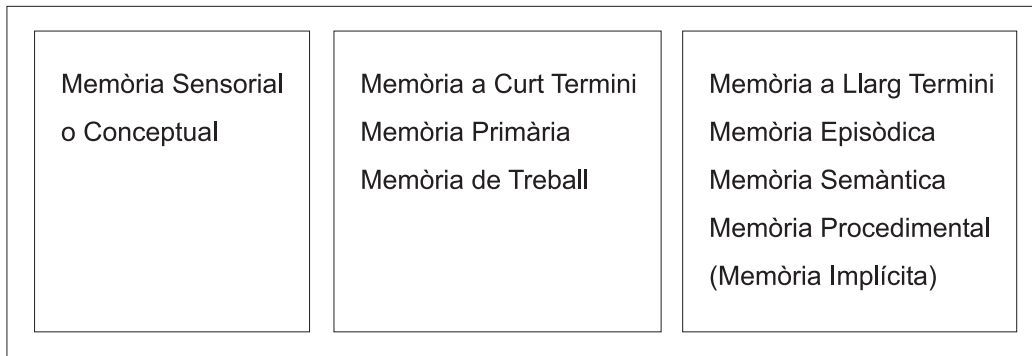 Memòria Sensorial
o Conceptual
Memòria a Curt Termini
Memòria Primària
Memòria de Treball
Memòria a Llarg Termini
Memòria Episòdica
Memòria Semàntica
Memòria Procedimental
(Memòria Implícita)